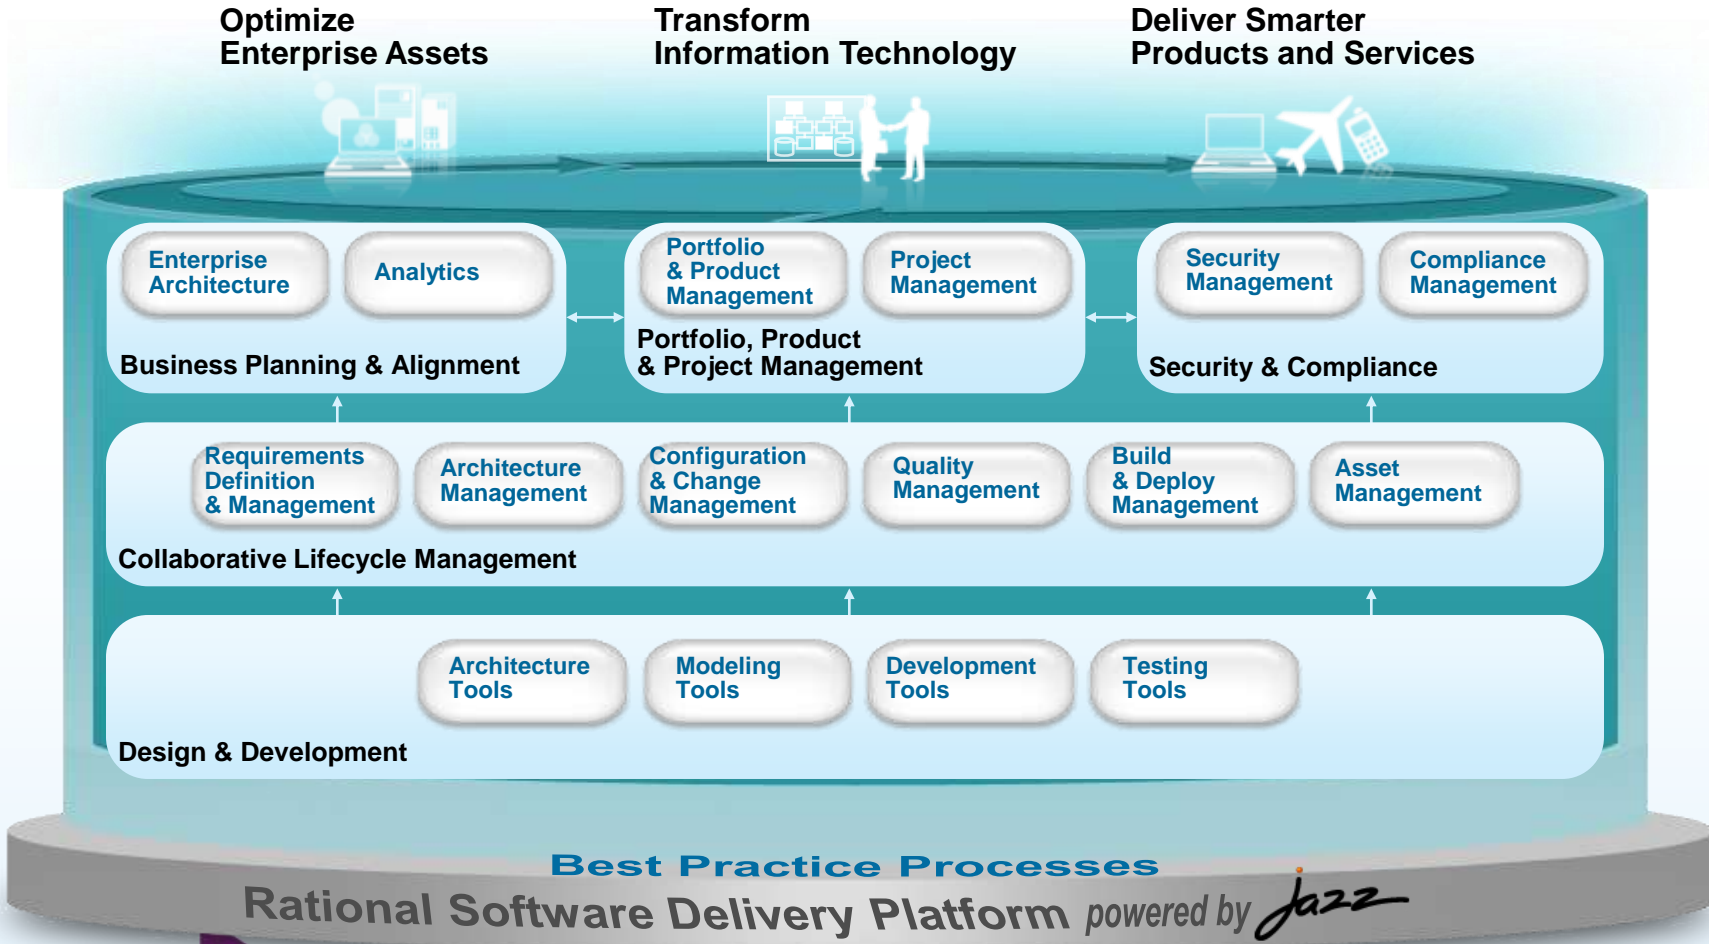 Optimize
Enterprise Assets
Transform
Information Technology
Deliver Smarter
Products and Services
Enterprise
Architecture
Analytics
Business Planning & Alignment
Portfolio
& Product
Management
Project
Management
Portfolio, Product
& Project Management
Security
Management
Compliance
Management
Security & Compliance
Requirements
Definition
& Management
Architecture
Management
Configuration
& Change
Management
Quality
Management
Build
& Deploy
Management
Asset
Management
Collaborative Lifecycle Management
Architecture
Tools
Modeling
Tools
Development
Tools
Testing
Tools
Design & Development
Best Practice Processes
Rational Software Delivery Platform powered by jazz